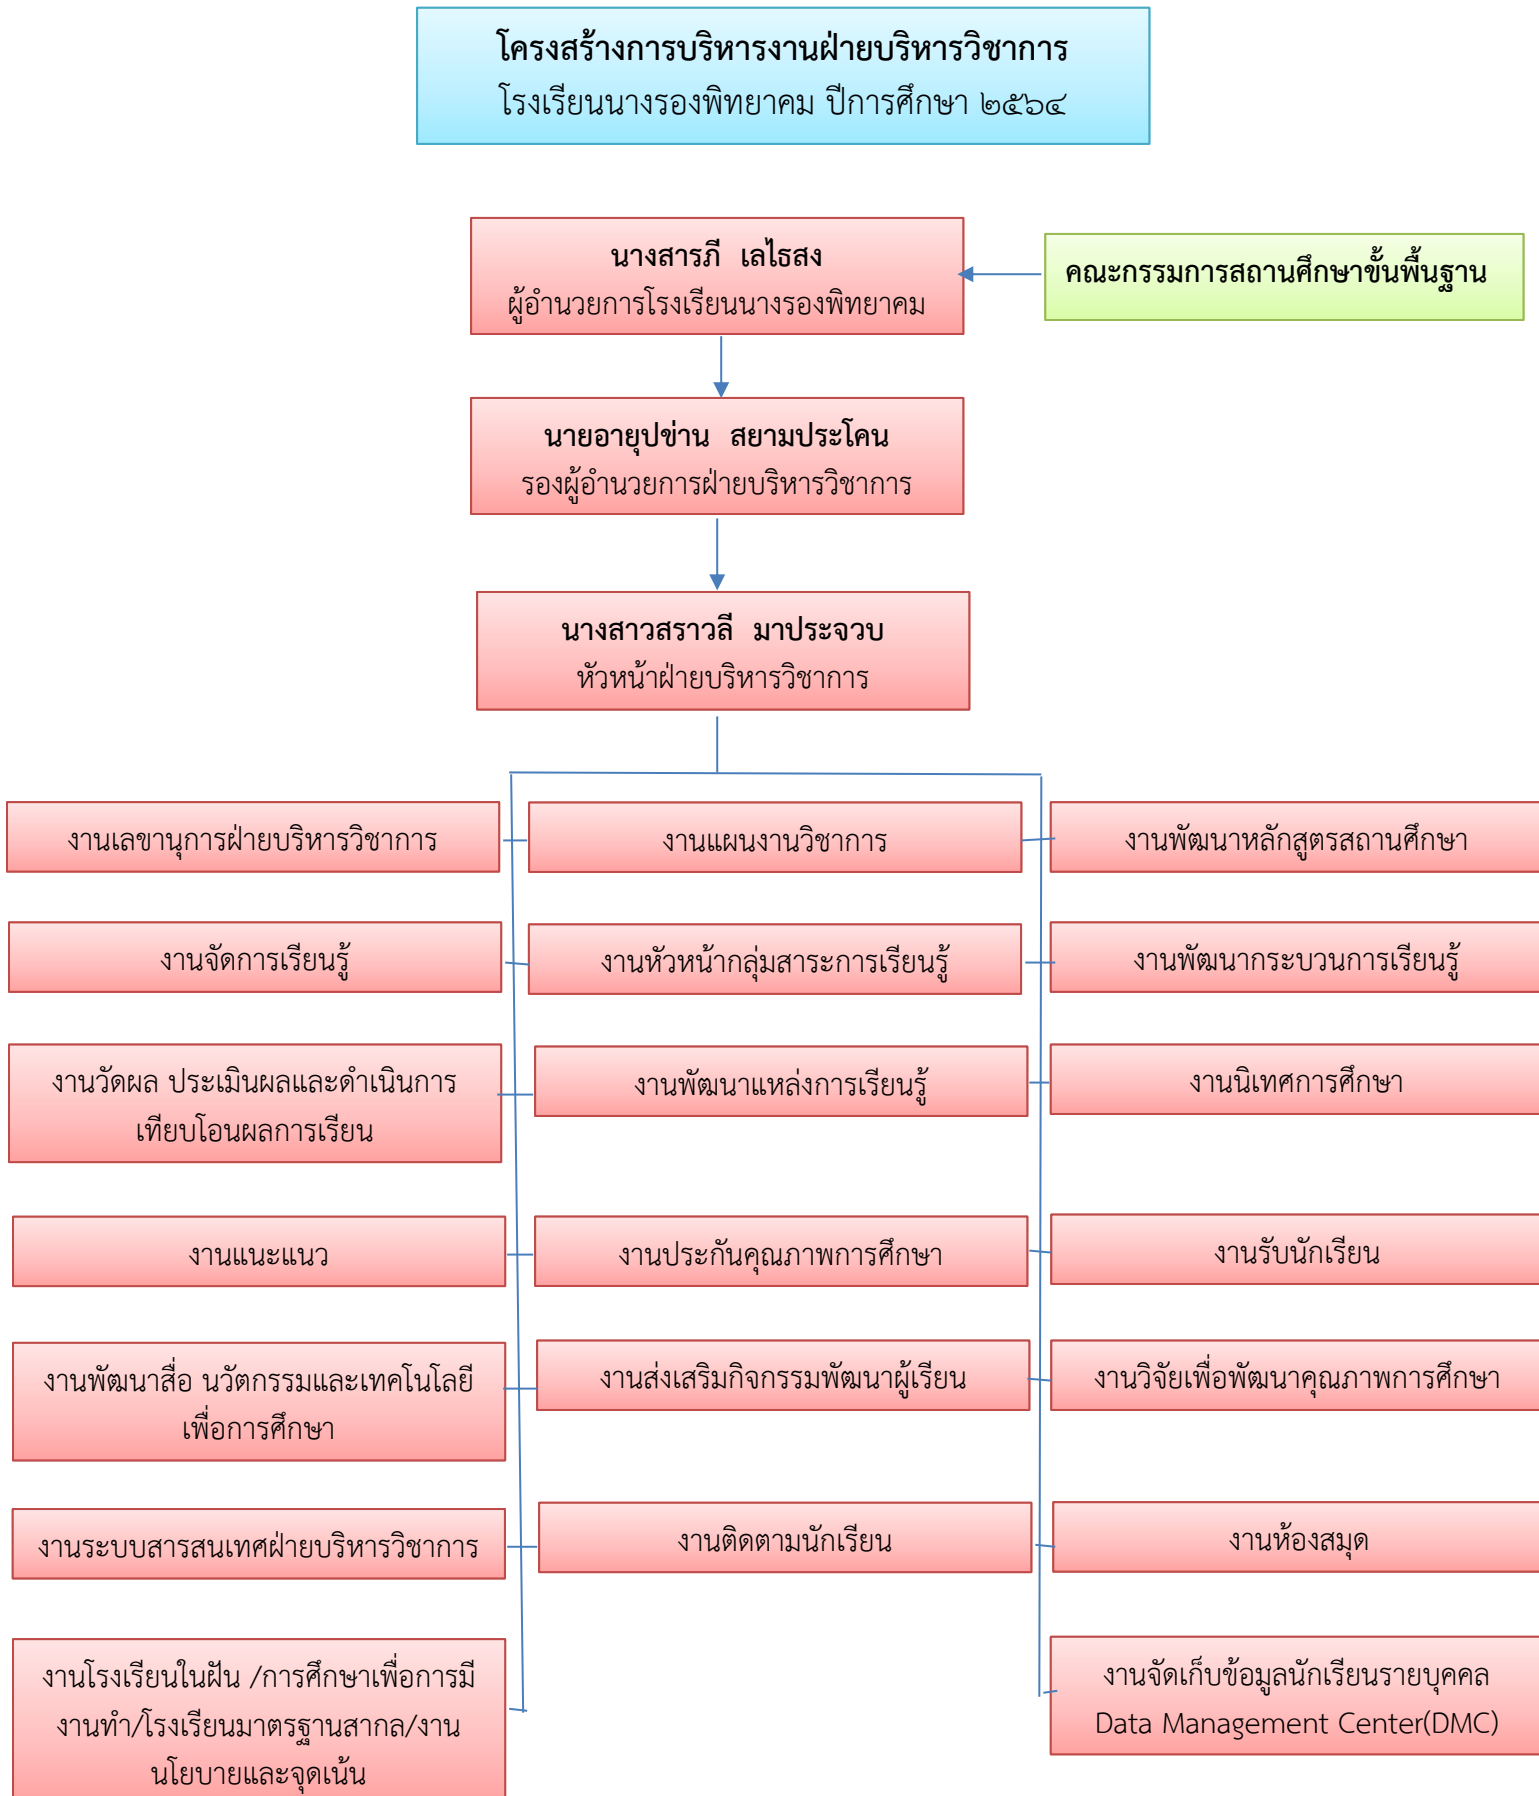 โครงสร้างการบริหารงานฝ่ายบริหารวิชาการ
โรงเรียนนางรองพิทยาคม ปีการศึกษา ๒๕๖๔
นางสารภี  เลไธสง
ผู้อำนวยการโรงเรียนนางรองพิทยาคม
คณะกรรมการสถานศึกษาขั้นพื้นฐาน
นายอายุปข่าน  สยามประโคน
รองผู้อำนวยการฝ่ายบริหารวิชาการ
นางสาวสราวลี  มาประจวบ
หัวหน้าฝ่ายบริหารวิชาการ
งานเลขานุการฝ่ายบริหารวิชาการ
งานแผนงานวิชาการ
งานพัฒนาหลักสูตรสถานศึกษา
งานจัดการเรียนรู้
งานหัวหน้ากลุ่มสาระการเรียนรู้
งานพัฒนากระบวนการเรียนรู้
งานวัดผล ประเมินผลและดำเนินการ
เทียบโอนผลการเรียน
งานพัฒนาแหล่งการเรียนรู้
งานนิเทศการศึกษา
งานแนะแนว
งานประกันคุณภาพการศึกษา
งานรับนักเรียน
งานพัฒนาสื่อ นวัตกรรมและเทคโนโลยี
เพื่อการศึกษา
งานส่งเสริมกิจกรรมพัฒนาผู้เรียน
งานวิจัยเพื่อพัฒนาคุณภาพการศึกษา
งานระบบสารสนเทศฝ่ายบริหารวิชาการ
งานติดตามนักเรียน
งานห้องสมุด
งานโรงเรียนในฝัน /การศึกษาเพื่อการมี
งานทำ/โรงเรียนมาตรฐานสากล/งาน
นโยบายและจุดเน้น
งานจัดเก็บข้อมูลนักเรียนรายบุคคล
Data Management Center(DMC)